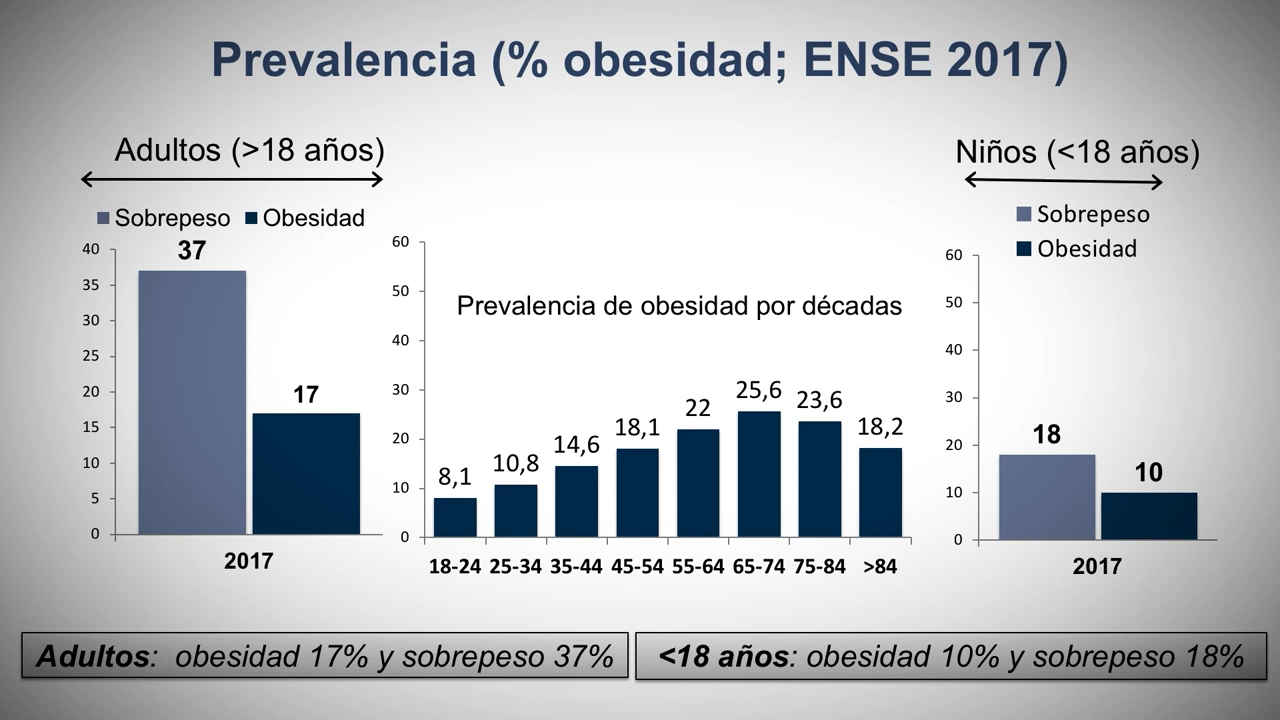 Prevalencia (% obesidad; ENSE 2017)
Adultos (>18 años)
Sobrepeso Obesidad
40
35
30
25
20
15
10
5
0
37
17
2017
Prevalencia de obesidad por décadas
60
50
40
30
20
10
0
8,1 10,8 14,6 18,1 22 25,6 23,6 18,2
18-24 25-34 35-44 45-54 55-64 65-74 75-84 >84
Niños (<18 años)
Sobrepeso
Obesidad
60
50
40
30
20
10
0
18
10
2017
Adultos: obesidad 17% y sobrepeso 37%
<18 años: obesidad 10% y sobrepeso 18%